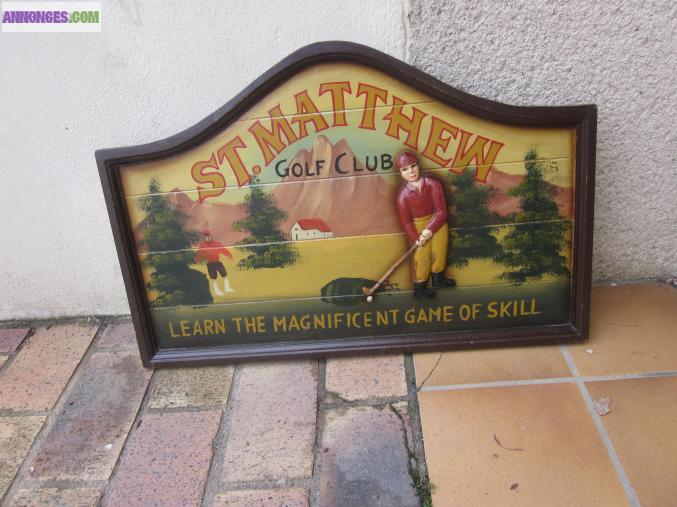 ANNONCES.COM
ST. MATTHEW
GOLF CLUB
LEARN THE MAGNIFICENT GAME OF SKILL